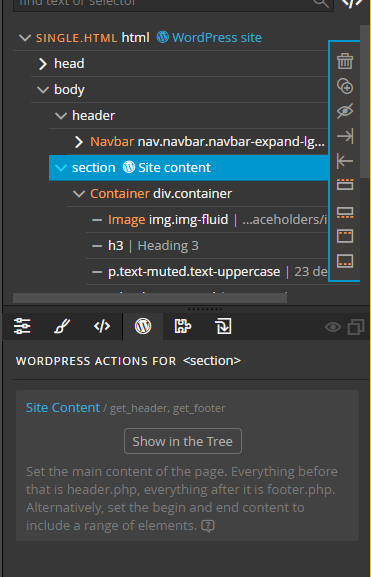 find text or selector
SINGLE.HTML html WordPress site
head
body
header
Navbar nav.navbar.navbar-expand-lg...
section Site content
Container div.container
Image img.img-fluid | ...aceholders/i
h3 | Heading 3
p.text-muted.text-uppercase | 23 de
WORDPRESS ACTIONS FOR <section>
Site Content / get_header, get_footer
Show in the Tree
Set the main content of the page. Everything before
that is header.php, everything after it is footer.php.
Alternatively, set the begin and end content to
include a range of elements.